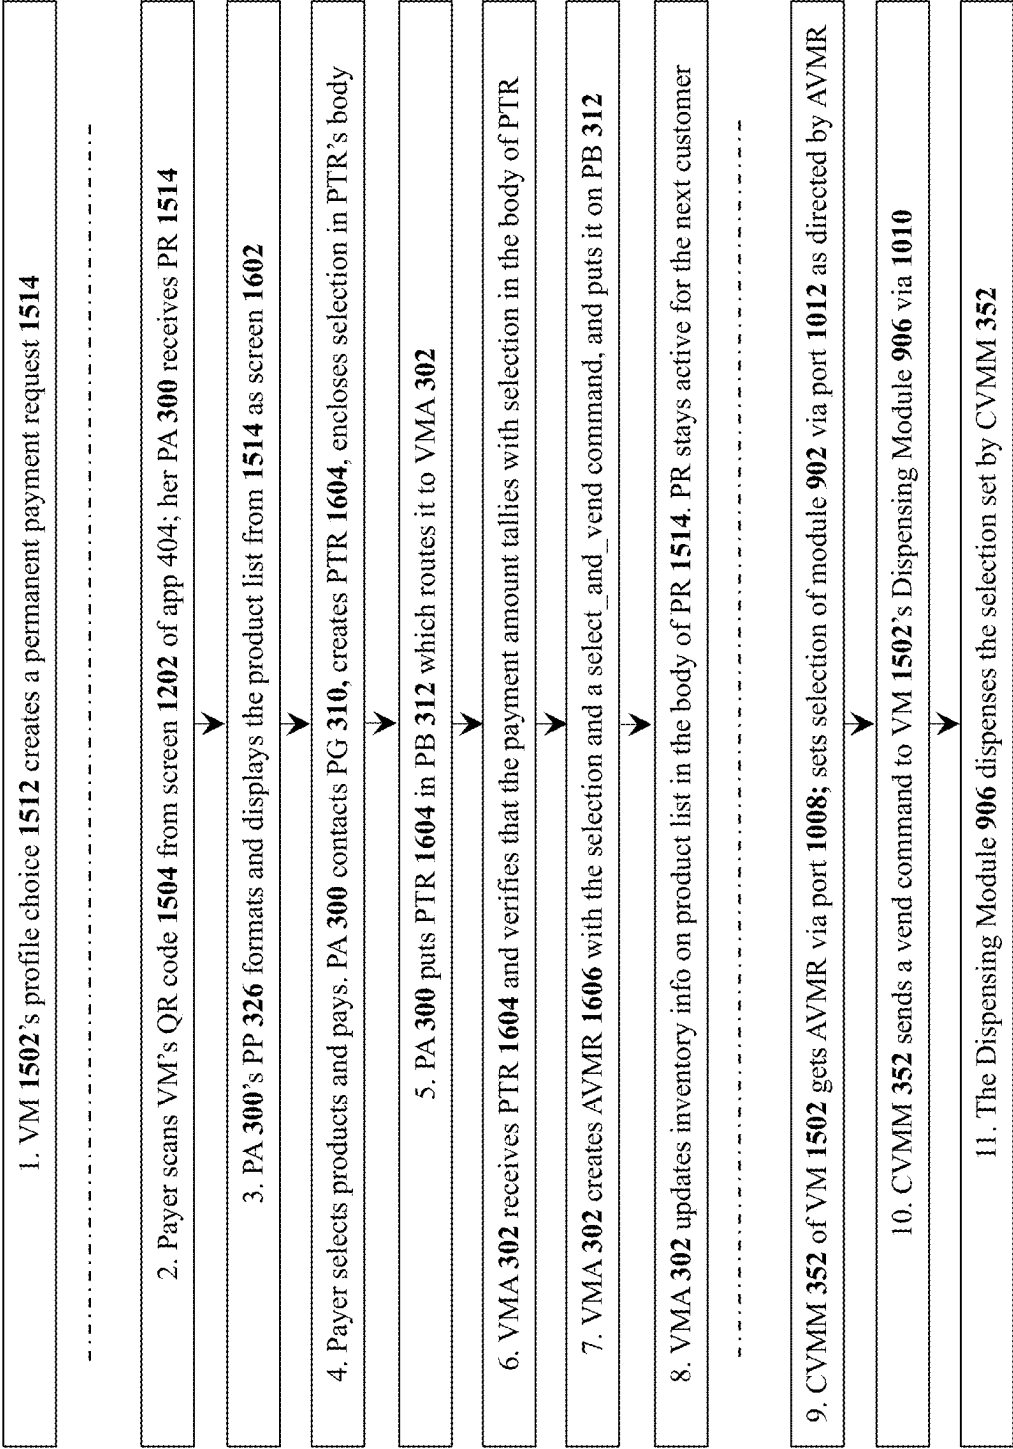 1. VM 1502's profile choice 1512 creates a permanent payment request 1514
2. Payer scans VM's QR code 1504 from screen 1202 of app 404; her PA 300 receives PR 1514
3. PA 300's PP 326 formats and displays the product list from 1514 as screen 1602
4. Payer selects products and pays. PA 300 contacts PG 310, creates PTR 1604, encloses selection in PTR's body
5. PA 300 puts PTR 1604 in PB 312 which routes it to VMA 302
6. VMA 302 receives PTR 1604 and verifies that the payment amount tallies with selection in the body of PTR
7. VMA 302 creates AVMR 1606 with the selection and a select_and_vend command, and puts it on PB 312
8. VMA 302 updates inventory info on product list in the body of PR 1514. PR stays active for the next customer
9. CVMM 352 of VM 1502 gets AVMR via port 1008; sets selection of module 902 via port 1012 as directed by AVMR
10. CVMM 352 sends a vend command to VM 1502's Dispensing Module 906 via 1010
11. The Dispensing Module 906 dispenses the selection set by CVMM 352